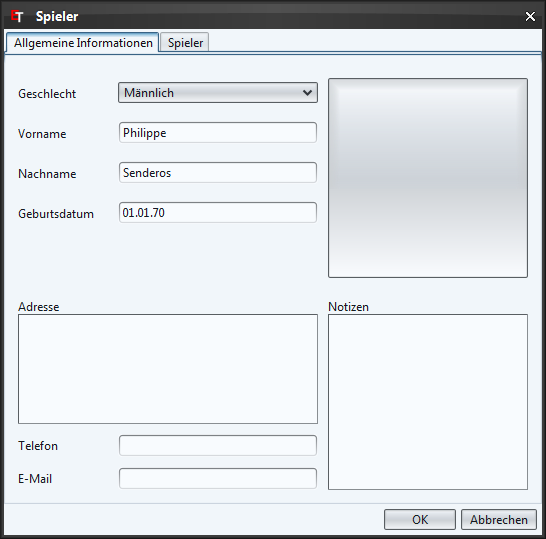 ET Spieler
Allgemeine Informationen Spieler
Geschlecht Männlich
Vorname Philippe
Nachname Senderos
Geburtsdatum 01.01.70
Adresse Notizen
Telefon
E-Mail
OK Abbrechen